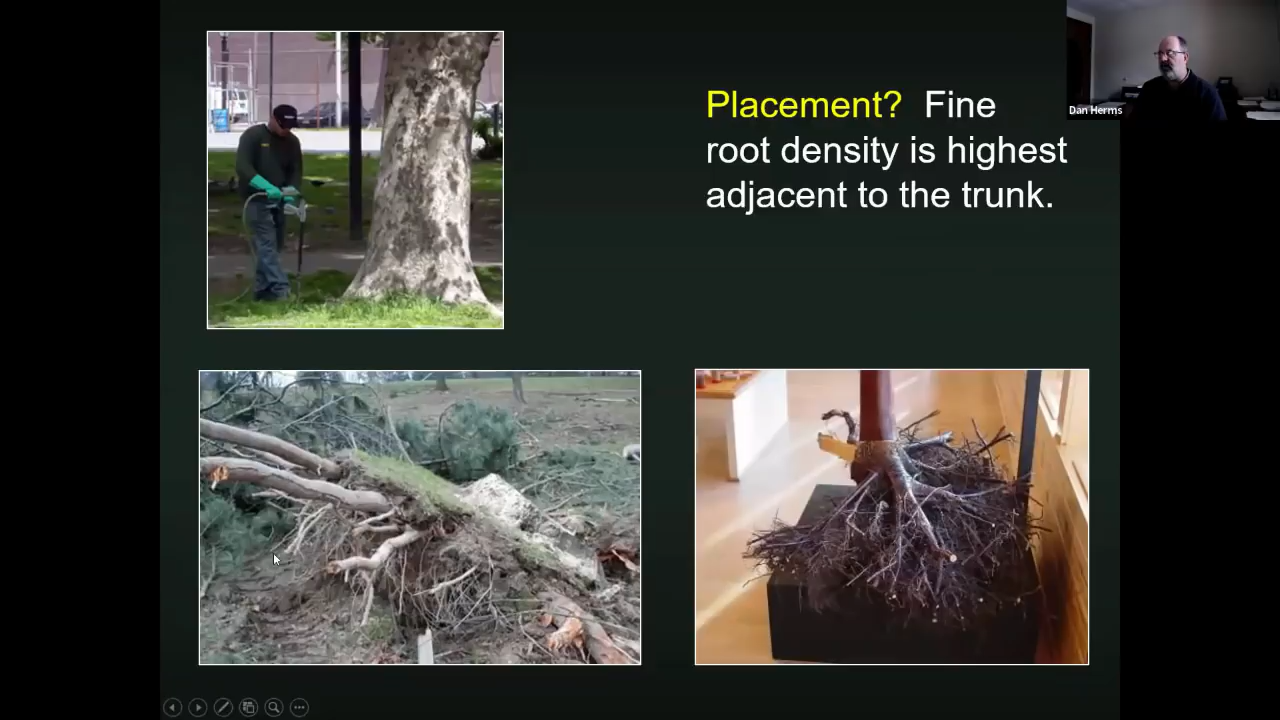 Placement? Fine
root density is highest
adjacent to the trunk.
Dan Herms